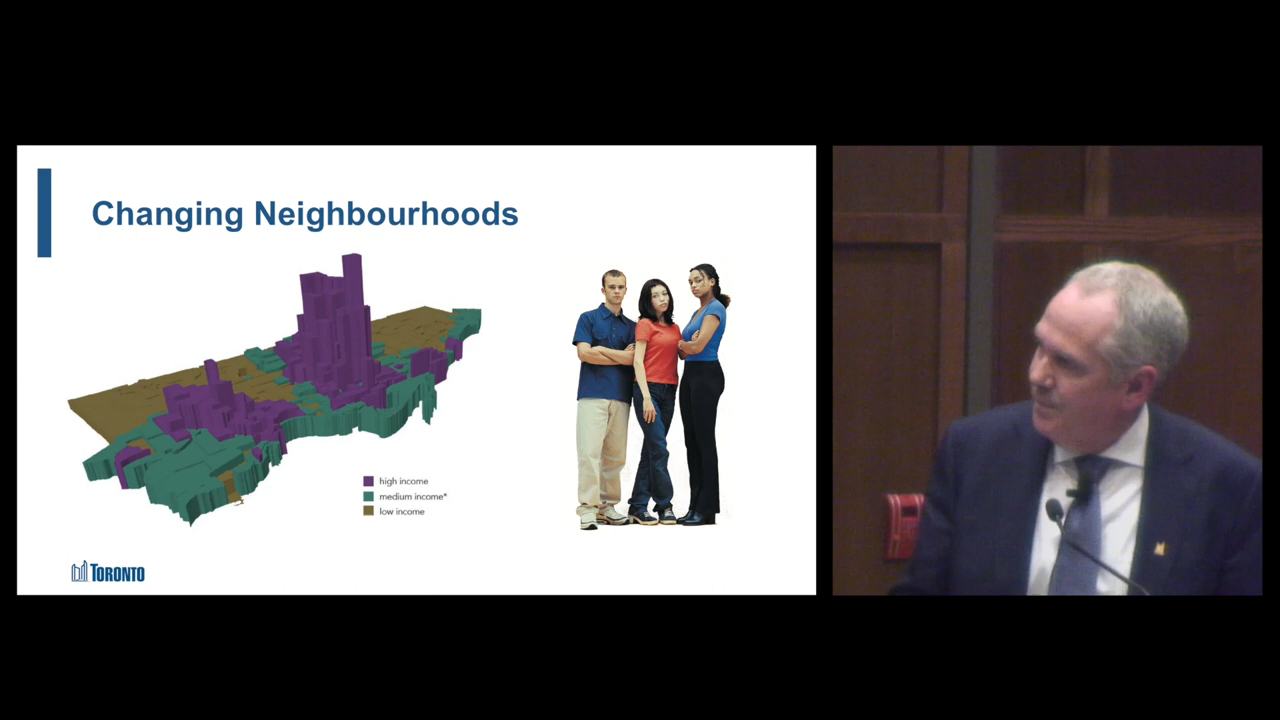 Changing Neighbourhoods
high income
medium income*
low income
TORONTO